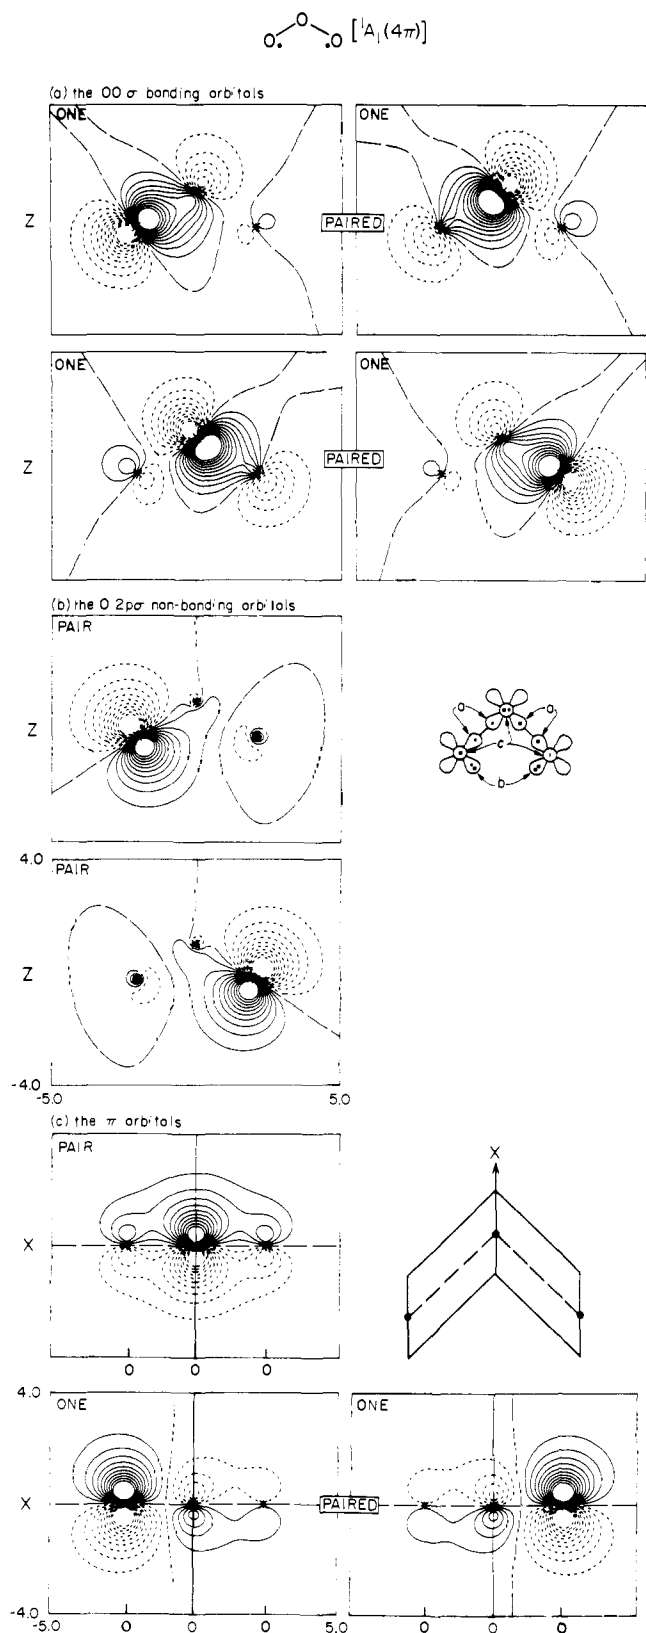 O
O. .O [¹A₁(4π)]
(a) the OO σ bonding orbitals
ONE ONE
Z PAIRED
ONE ONE
Z PAIRED
(b) the O 2pσ non-bonding orbitals
PAIR
Z
a a
c
b
4.0
PAIR
Z
-4.0
-5.0 5.0
(c) the π orbitals
PAIR
X
X
O O O
4.0
ONE ONE
X PAIRED
-4.0
-5.0 O O O 5.0 O O O